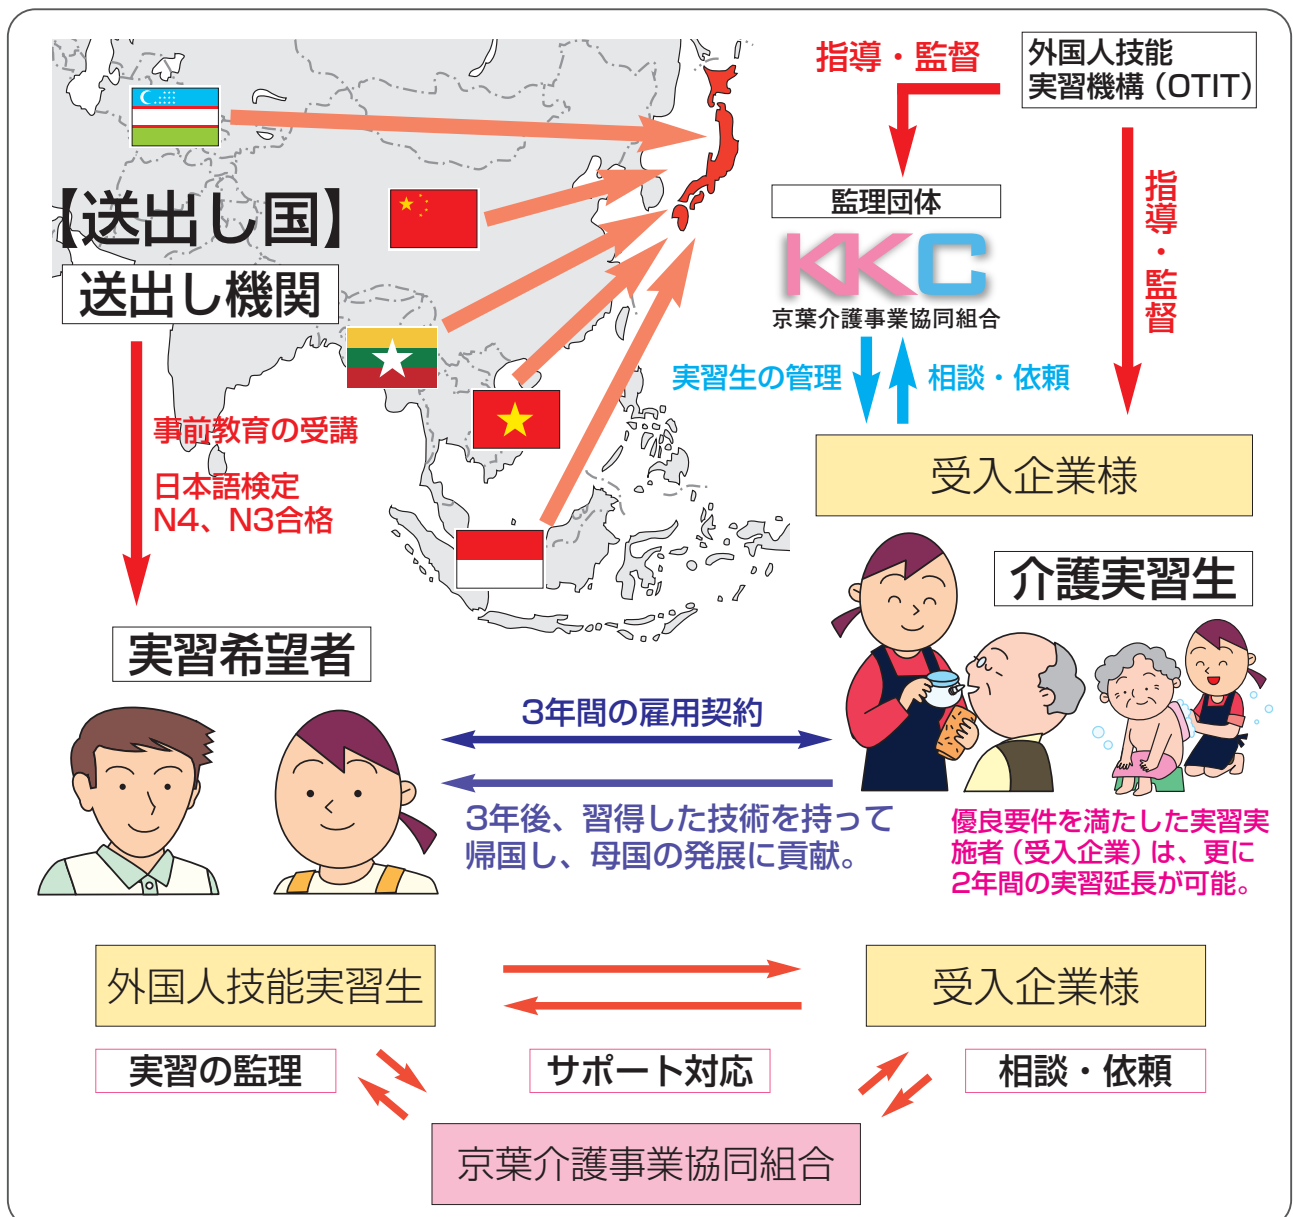 【送出し国】
送出し機関
事前教育の受講
日本語検定
N4、N3合格
実習希望者
指導・監督
外国人技能
実習機構（OTIT）
監理団体
KKC
京葉介護事業協同組合
指導・監督
実習生の管理
相談・依頼
受入企業様
介護実習生
3年間の雇用契約
3年後、習得した技術を持って
帰国し、母国の発展に貢献。
優良要件を満たした実習実
施者（受入企業）は、更に
2年間の実習延長が可能。
外国人技能実習生
受入企業様
実習の監理
サポート対応
相談・依頼
京葉介護事業協同組合